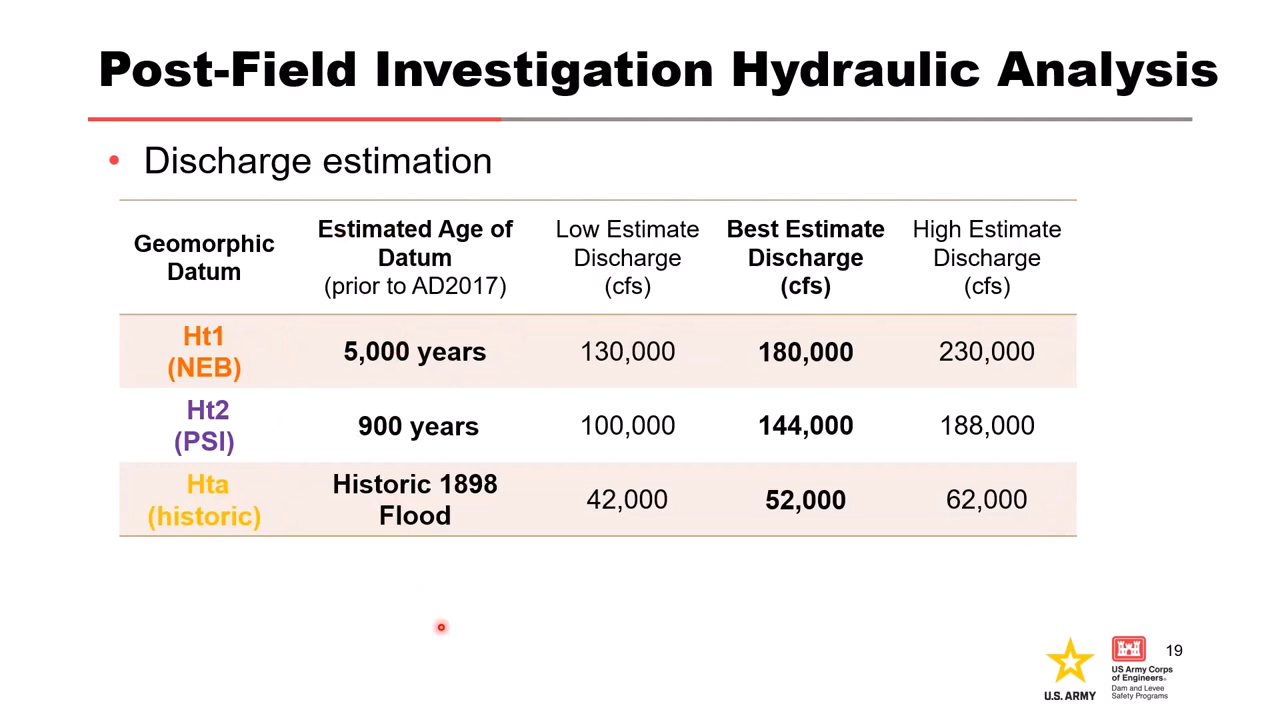 Post-Field Investigation Hydraulic Analysis
• Discharge estimation
Geomorphic
Datum
Estimated Age of
Datum
(prior to AD2017)
Low Estimate
Discharge
(cfs)
Best Estimate
Discharge
(cfs)
High Estimate
Discharge
(cfs)
Ht1
(NEB)
5,000 years
130,000
180,000
230,000
Ht2
(PSI)
900 years
100,000
144,000
188,000
Hta
(historic)
Historic 1898
Flood
42,000
52,000
62,000
U.S. ARMY
US Army Corps
of Engineers®
Dam and Levee
Safety Programs
19